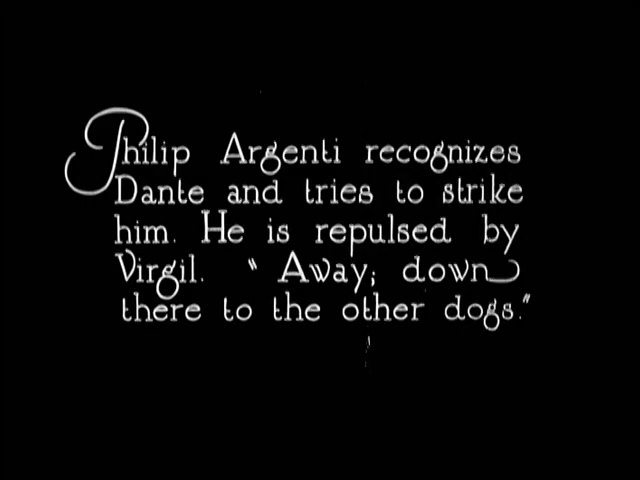 Philip Argenti recognizes
Dante and tries to strike
him. He is repulsed by
Virgil. "Away; down
there to the other dogs."